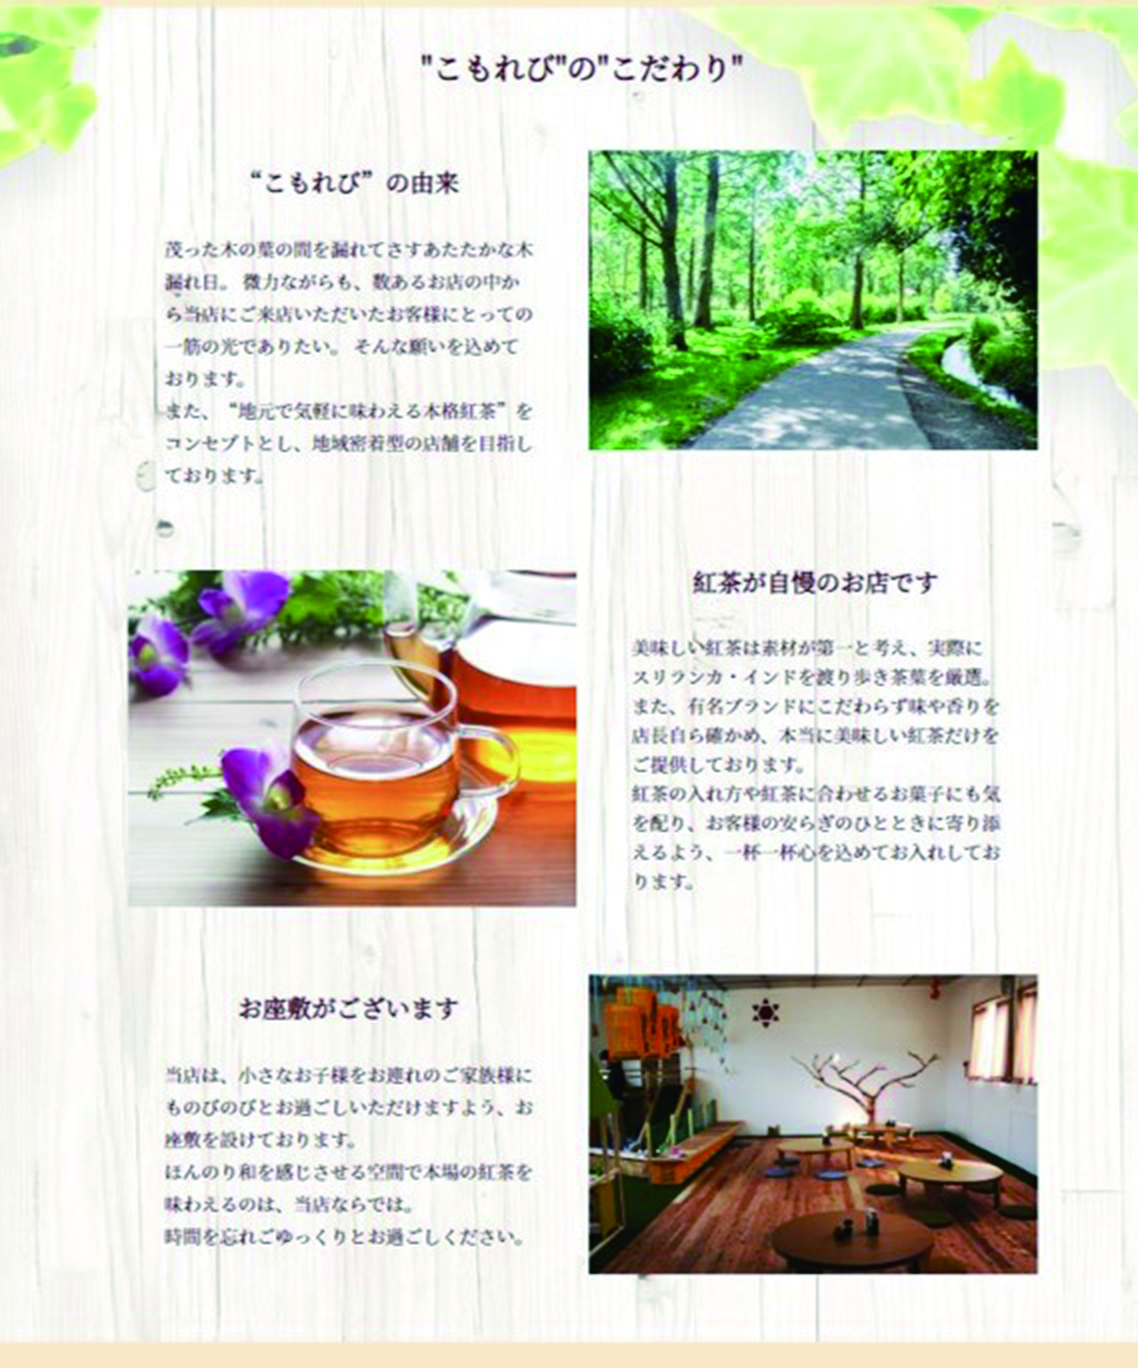 "こもれび"の"こだわり"
“こもれび”の由来
茂った木の葉の間を漏れてさすあたたかな木
漏れ日。 微力ながらも、数あるお店の中か
ら当店にご来店いただいたお客様にとっての
一筋の光でありたい。 そんな願いを込めて
おります。
また、“地元で気軽に味わえる本格紅茶”を
コンセプトとし、地域密着型の店舗を目指し
ております。
紅茶が自慢のお店です
美味しい紅茶は素材が第一と考え、実際に
スリランカ・インドを渡り歩き茶葉を厳選。
また、有名ブランドにこだわらず味や香りを
店長自ら確かめ、本当に美味しい紅茶だけを
ご提供しております。
紅茶の入れ方や紅茶に合わせるお菓子にも気
を配り、お客様の安らぎのひとときに寄り添
えるよう、一杯一杯心を込めてお入れしてお
ります。
お座敷がございます
当店は、小さなお子様をお連れのご家族様に
ものびのびとお過ごしいただけますよう、お
座敷を設けております。
ほんのり和を感じさせる空間で本場の紅茶を
味わえるのは、当店ならでは。
時間を忘れごゆっくりとお過ごしください。